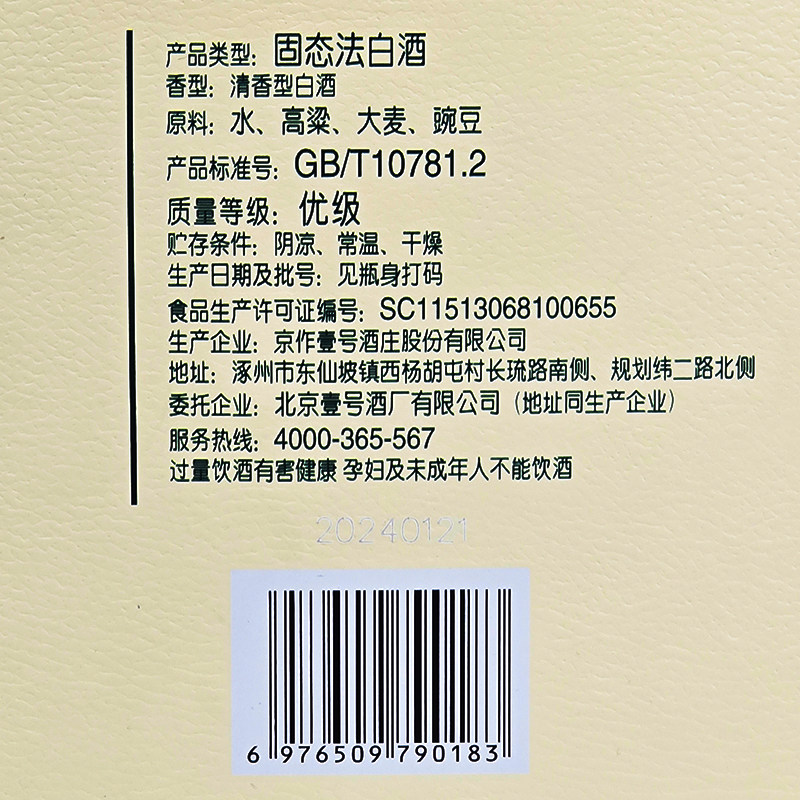 产品类型：固态法白酒
香型：清香型白酒
原料：水、高粱、大麦、豌豆
产品标准号：GB/T10781.2
质量等级：优级
贮存条件：阴凉、常温、干燥
生产日期及批号：见瓶身打码
食品生产许可证编号：SC11513068100655
生产企业：京作壹号酒庄股份有限公司
地址：涿州市东仙坡镇西杨胡屯村长琉路南侧、规划纬二路北侧
委托企业：北京壹号酒厂有限公司（地址同生产企业）
服务热线：4000-365-567
过量饮酒有害健康 孕妇及未成年人不能饮酒
20240121
6 976509 790183